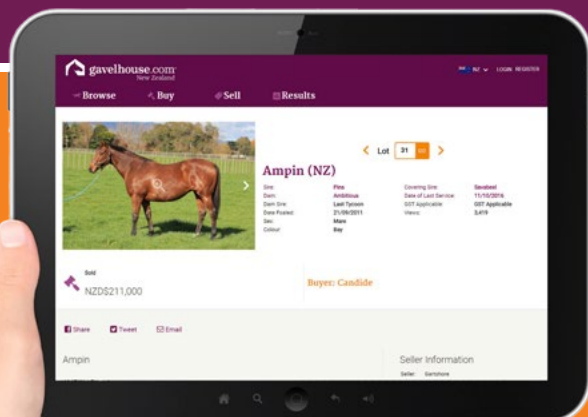 gavelhouse.com
New Zealand
NZ
LOGIN REGISTER
Browse
Buy
Sell
Results
Lot 31 GO
Ampin (NZ)
Sire: Pins
Dam: Ambitious
Dam Sire: Last Tycoon
Date Foaled: 21/09/2011
Sex: Mare
Colour: Bay
Covering Sire: Savabeel
Date of Last Service: 11/10/2016
GST Applicable: GST Applicable
Views: 3,419
Sold
NZD$211,000
Buyer: Candide
Share
Tweet
Email
Ampin
Seller Information
Seller: